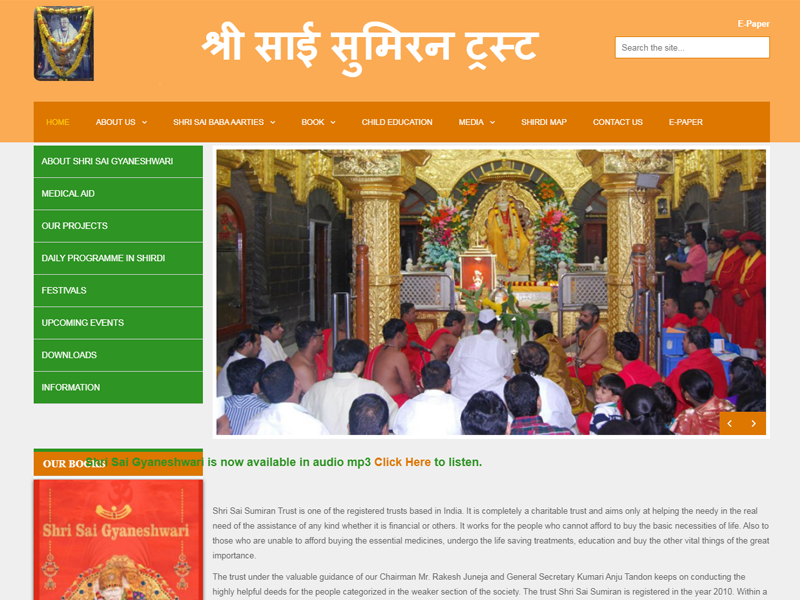 श्री साई सुमिरन ट्रस्ट
E-Paper
Search the site...
HOME
ABOUT US
SHRI SAI BABA AARTIES
BOOK
CHILD EDUCATION
MEDIA
SHIRDI MAP
CONTACT US
E-PAPER
ABOUT SHRI SAI GYANESHWARI
MEDICAL AID
OUR PROJECTS
DAILY PROGRAMME IN SHIRDI
FESTIVALS
UPCOMING EVENTS
DOWNLOADS
INFORMATION
OUR BOOKS
Shri Sai Gyaneshwari is now available in audio mp3 Click Here to listen.
Shri Sai Gyaneshwari
Shri Sai Sumiran Trust is one of the registered trusts based in India. It is completely a charitable trust and aims only at helping the needy in the real
need of the assistance of any kind whether it is financial or others. It works for the people who cannot afford to buy the basic necessities of life. Also to
those who are unable to afford buying the essential medicines, undergo the life saving treatments, education and buy the other vital things of the great
importance.
The trust under the valuable guidance of our Chairman Mr. Rakesh Juneja and General Secretary Kumari Anju Tandon keeps on conducting the
highly helpful deeds for the people categorized in the weaker section of the society. The trust Shri Sai Sumiran is registered in the year 2010. Within a